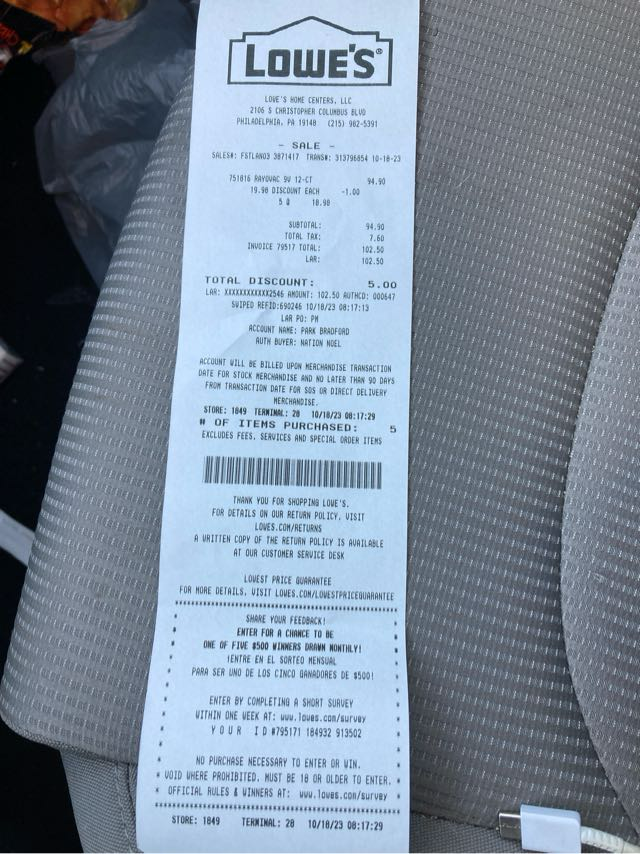 LOWE'S®
LOWE'S HOME CENTERS, LLC
2106 S CHRISTOPHER COLUMBUS BLVD
PHILADELPHIA, PA 19148 (215) 982-5391
- SALE -
SALES#: FSTLAN03 3871417 TRANS#: 313796854 10-18-23
751816 RAYOVAC 9V 12-CT 94.90
19.98 DISCOUNT EACH -1.00
5 @ 18.98
SUBTOTAL: 94.90
TOTAL TAX: 7.60
INVOICE 79517 TOTAL: 102.50
LAR: 102.50
TOTAL DISCOUNT: 5.00
LAR: XXXXXXXXXXXX2546 AMOUNT: 102.50 AUTHCD: 000647
SWIPED REFID:690246 10/18/23 08:17:13
LAR PO: PM
ACCOUNT NAME: PARK BRADFORD
AUTH BUYER: NATION NOEL
ACCOUNT WILL BE BILLED UPON MERCHANDISE TRANSACTION
DATE FOR STOCK MERCHANDISE AND NO LATER THAN 90 DAYS
FROM TRANSACTION DATE FOR SOS OR DIRECT DELIVERY
MERCHANDISE.
STORE: 1849 TERMINAL: 28 10/18/23 08:17:29
# OF ITEMS PURCHASED: 5
EXCLUDES FEES, SERVICES AND SPECIAL ORDER ITEMS
THANK YOU FOR SHOPPING LOWE'S.
FOR DETAILS ON OUR RETURN POLICY, VISIT
LOWES.COM/RETURNS
A WRITTEN COPY OF THE RETURN POLICY IS AVAILABLE
AT OUR CUSTOMER SERVICE DESK
LOWEST PRICE GUARANTEE
FOR MORE DETAILS, VISIT LOWES.COM/LOWESTPRICEGUARANTEE
SHARE YOUR FEEDBACK!
ENTER FOR A CHANCE TO BE
ONE OF FIVE $500 WINNERS DRAWN MONTHLY!
¡ENTRE EN EL SORTEO MENSUAL
PARA SER UNO DE LOS CINCO GANADORES DE $500!
ENTER BY COMPLETING A SHORT SURVEY
WITHIN ONE WEEK AT: www.lowes.com/survey
Y O U R I D #795171 184932 913502
NO PURCHASE NECESSARY TO ENTER OR WIN.
VOID WHERE PROHIBITED. MUST BE 18 OR OLDER TO ENTER.
OFFICIAL RULES & WINNERS AT: www.lowes.com/survey
STORE: 1849 TERMINAL: 28 10/18/23 08:17:29